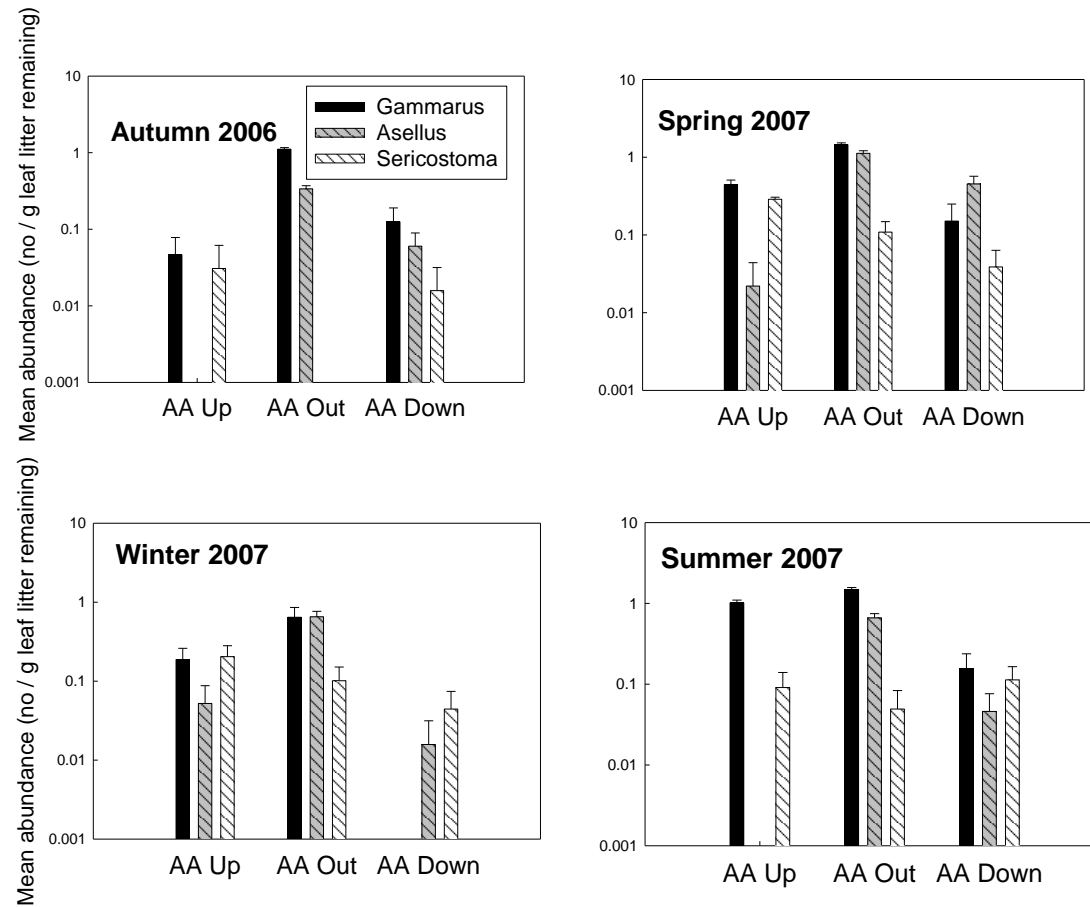 Mean abundance (no / g leaf litter remaining)
10
1
0.1
0.01
0.001
Autumn 2006
Gammarus
Asellus
Sericostoma
AA Up AA Out AA Down
10
1
0.1
0.01
0.001
Spring 2007
AA Up AA Out AA Down
Mean abundance (no / g leaf litter remaining)
10
1
0.1
0.01
0.001
Winter 2007
AA Up AA Out AA Down
10
1
0.1
0.01
0.001
Summer 2007
AA Up AA Out AA Down